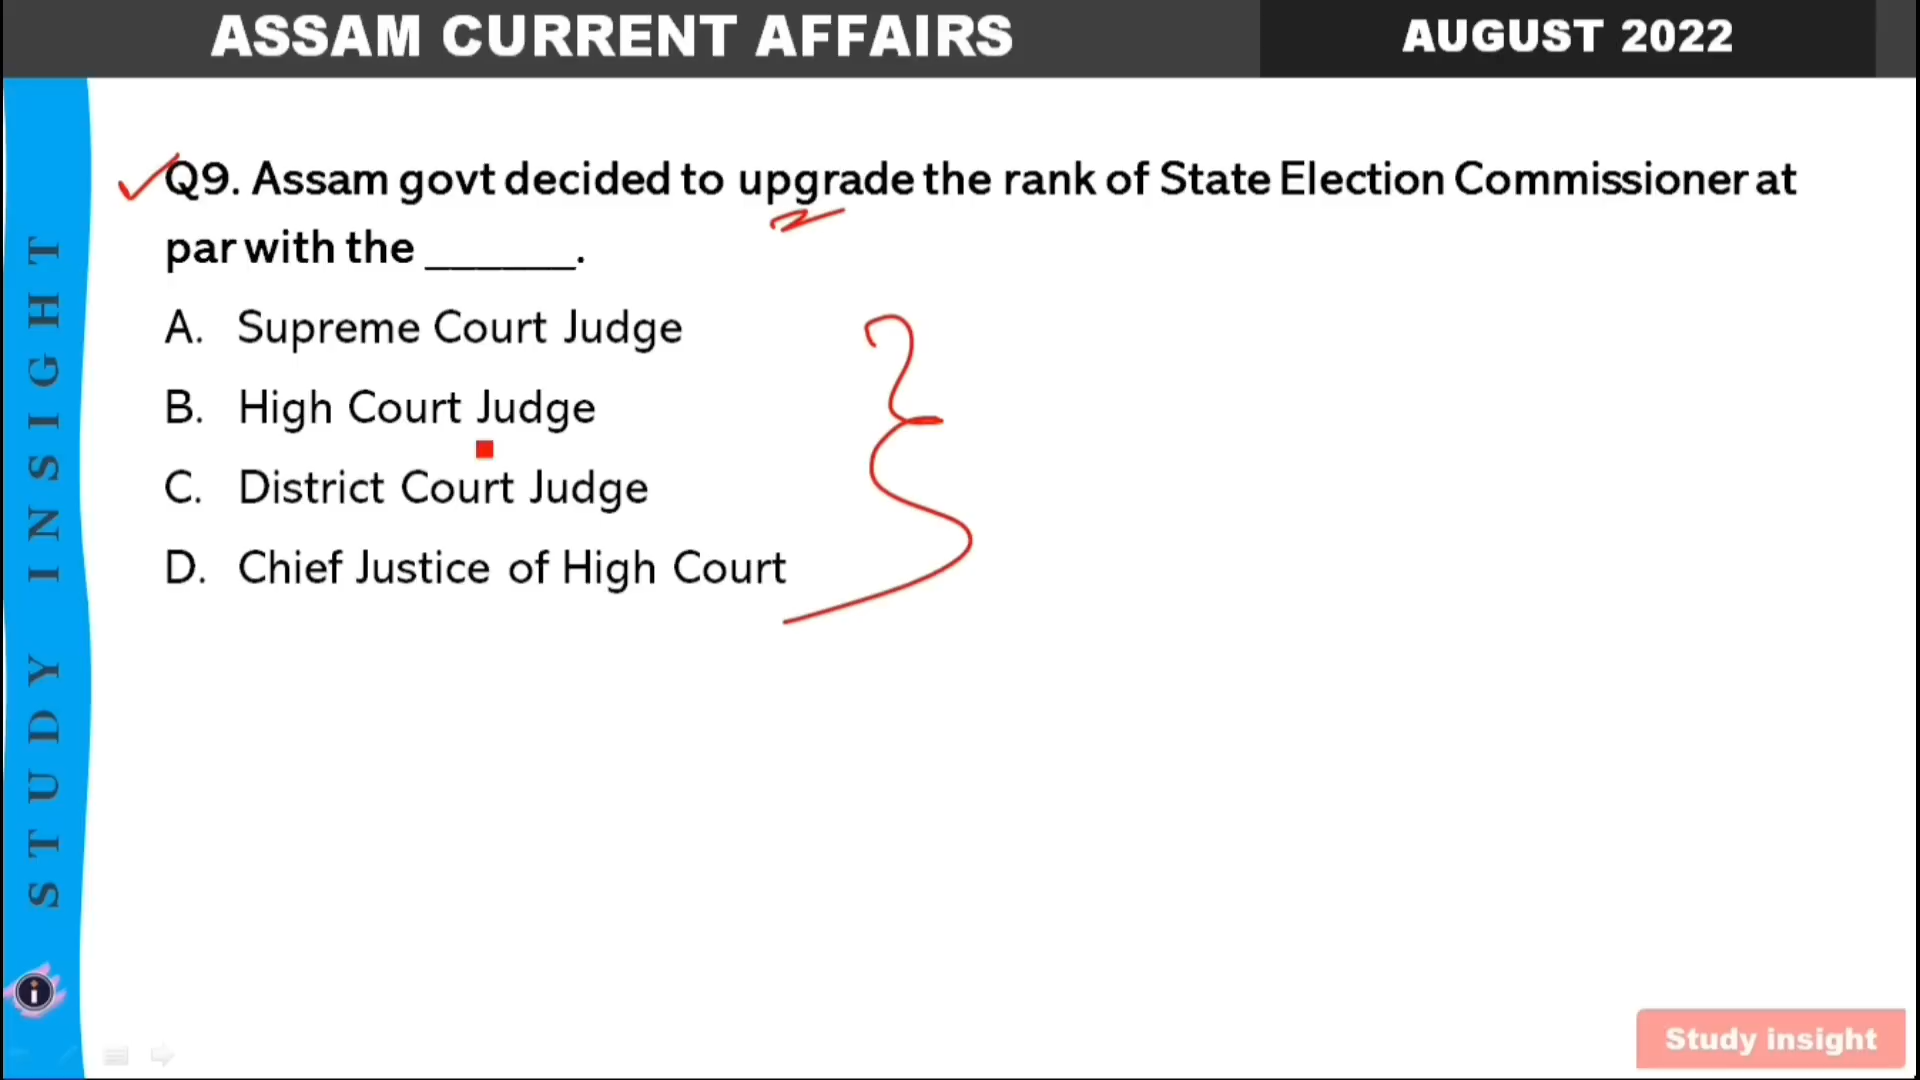 ASSAM CURRENT AFFAIRS
AUGUST 2022
Q9. Assam govt decided to upgrade the rank of State Election Commissioner at
par with the ______.
A. Supreme Court Judge
B. High Court Judge
C. District Court Judge
D. Chief Justice of High Court
STUDY INSIGHT
i
Study insight